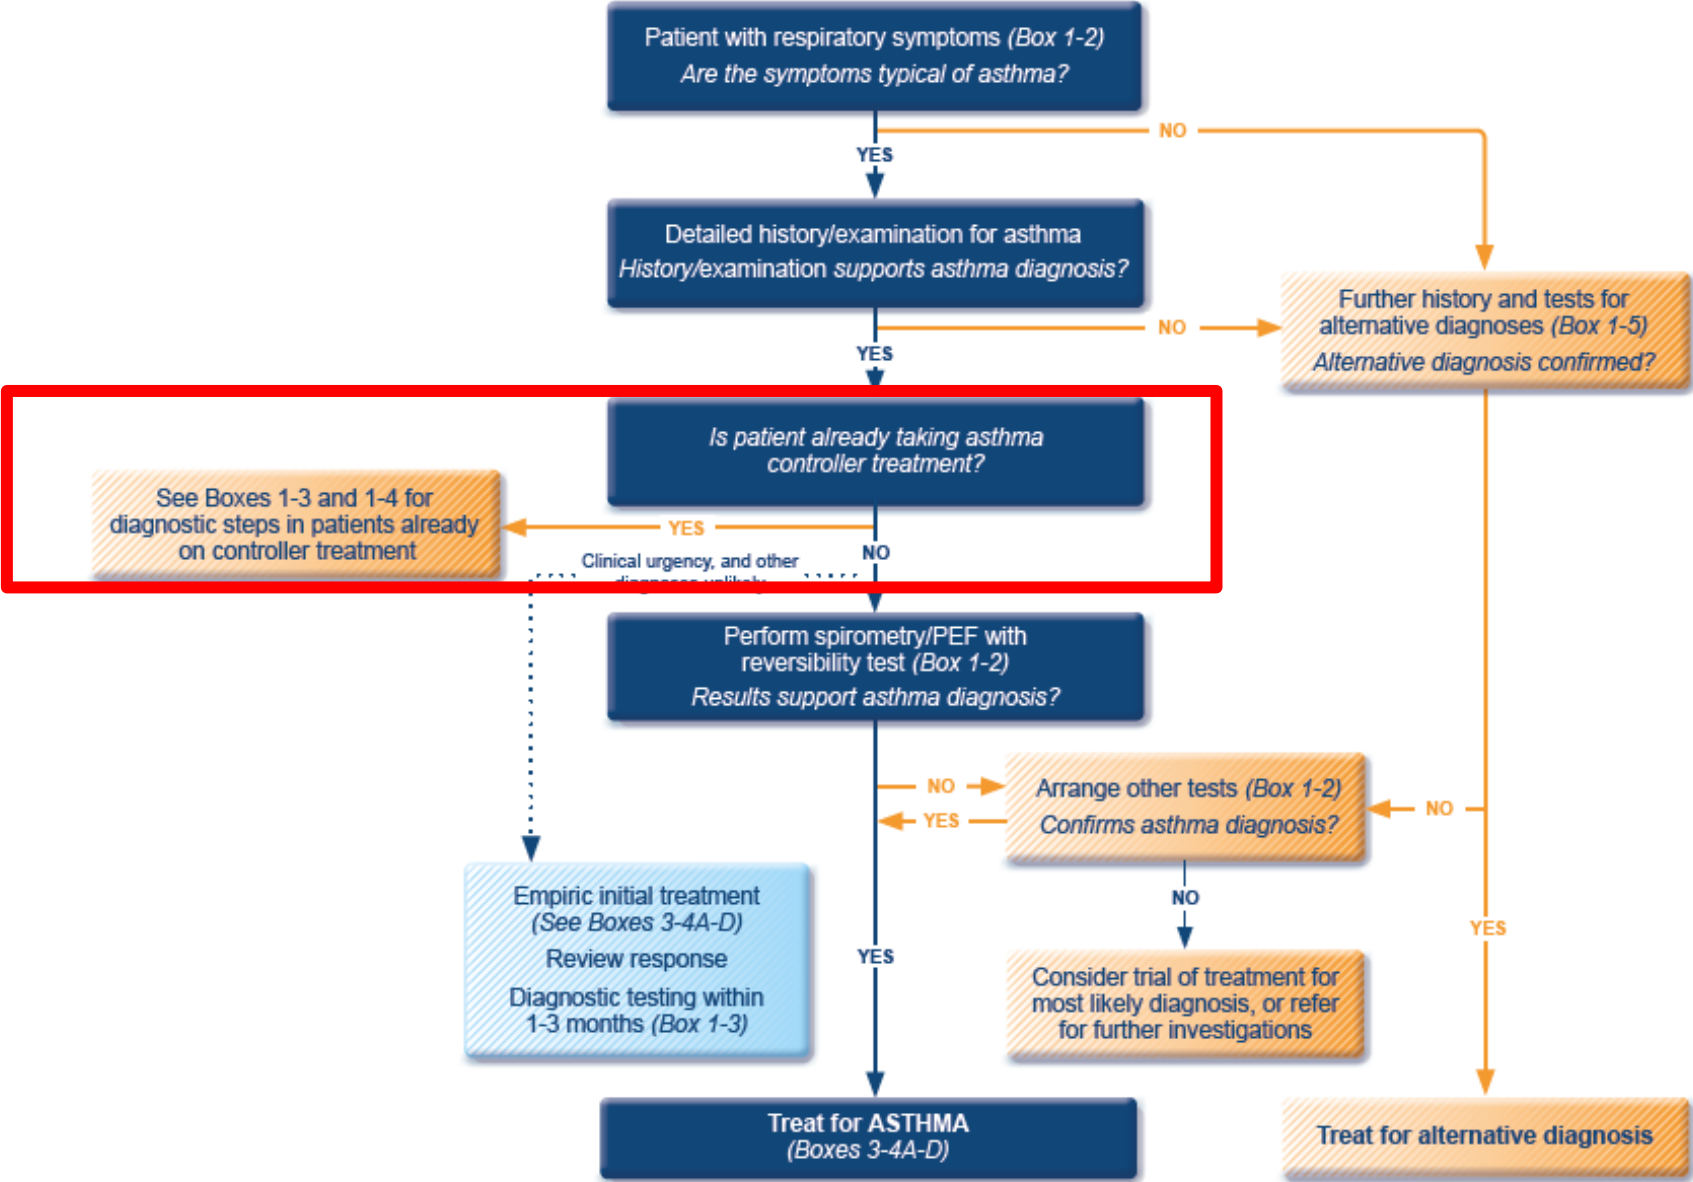 Patient with respiratory symptoms (Box 1-2)
Are the symptoms typical of asthma?
NO
YES
Detailed history/examination for asthma
History/examination supports asthma diagnosis?
Further history and tests for
alternative diagnoses (Box 1-5)
Alternative diagnosis confirmed?
NO
YES
Is patient already taking asthma
controller treatment?
See Boxes 1-3 and 1-4 for
diagnostic steps in patients already
on controller treatment
YES
NO
Clinical urgency, and other
diagnoses unlikely
Perform spirometry/PEF with
reversibility test (Box 1-2)
Results support asthma diagnosis?
NO
YES
Arrange other tests (Box 1-2)
Confirms asthma diagnosis?
NO
NO
Empiric initial treatment
(See Boxes 3-4A-D)
Review response
Diagnostic testing within
1-3 months (Box 1-3)
YES
YES
Consider trial of treatment for
most likely diagnosis, or refer
for further investigations
Treat for ASTHMA
(Boxes 3-4A-D)
Treat for alternative diagnosis